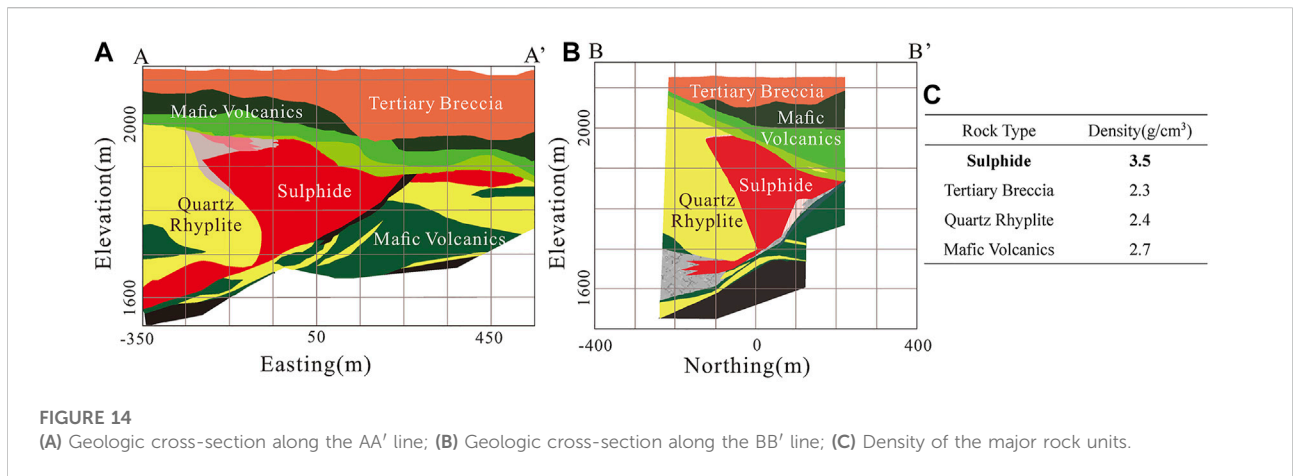 A
A
A'
Mafic Volcanics
Tertiary Breccia
Sulphide
Quartz
Rhyplite
Mafic Volcanics
Elevation(m)
2000
1600
-350
50
450
Easting(m)
B
B
B'
Tertiary Breccia
Mafic
Volcanics
Sulphide
Quartz
Rhyplite
Elevation(m)
2000
1600
-400
0
400
Northing(m)
C
Rock Type Density(g/cm³)
Sulphide 3.5
Tertiary Breccia 2.3
Quartz Rhyplite 2.4
Mafic Volcanics 2.7
FIGURE 14
(A) Geologic cross-section along the AA′ line; (B) Geologic cross-section along the BB′ line; (C) Density of the major rock units.